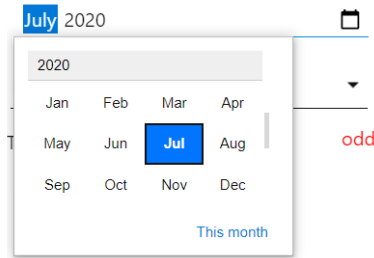 July 2020
2020
Jan Feb Mar Apr
May Jun Jul Aug
odd
Sep Oct Nov Dec
This month